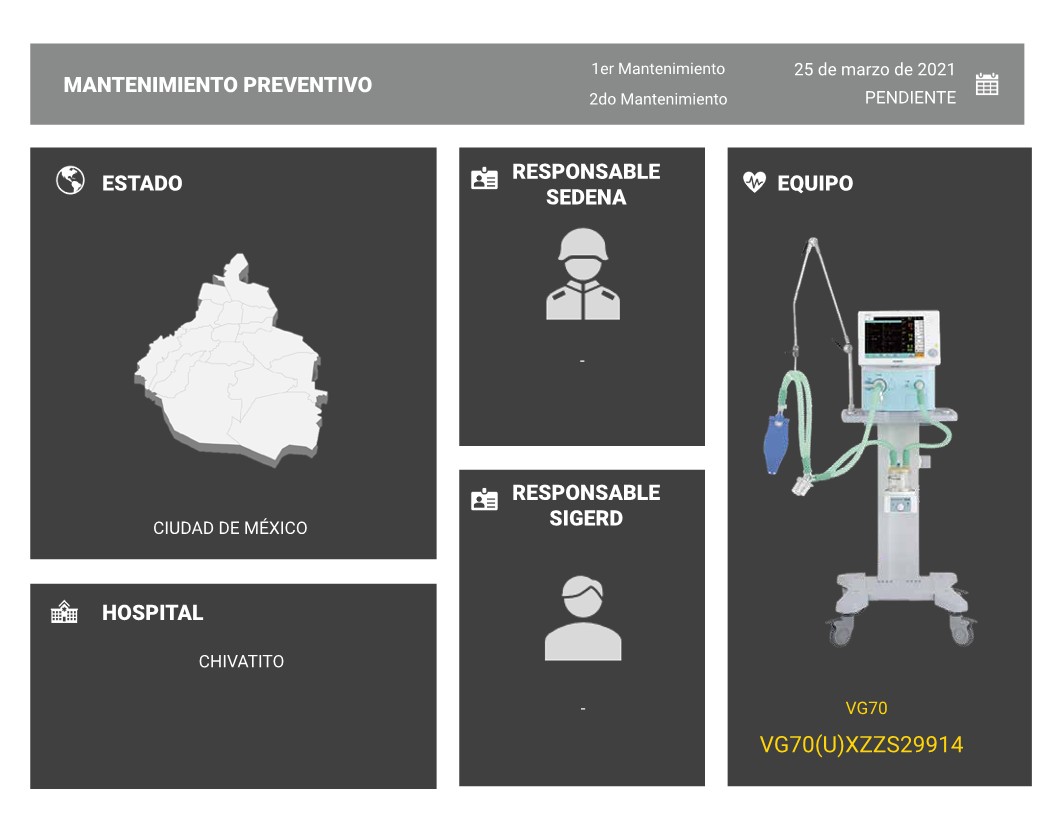 MANTENIMIENTO PREVENTIVO
1er Mantenimiento
25 de marzo de 2021
2do Mantenimiento
PENDIENTE
ESTADO
CIUDAD DE MÉXICO
HOSPITAL
CHIVATITO
RESPONSABLE
SEDENA
-
RESPONSABLE
SIGERD
-
EQUIPO
VG70
VG70(U)XZZS29914